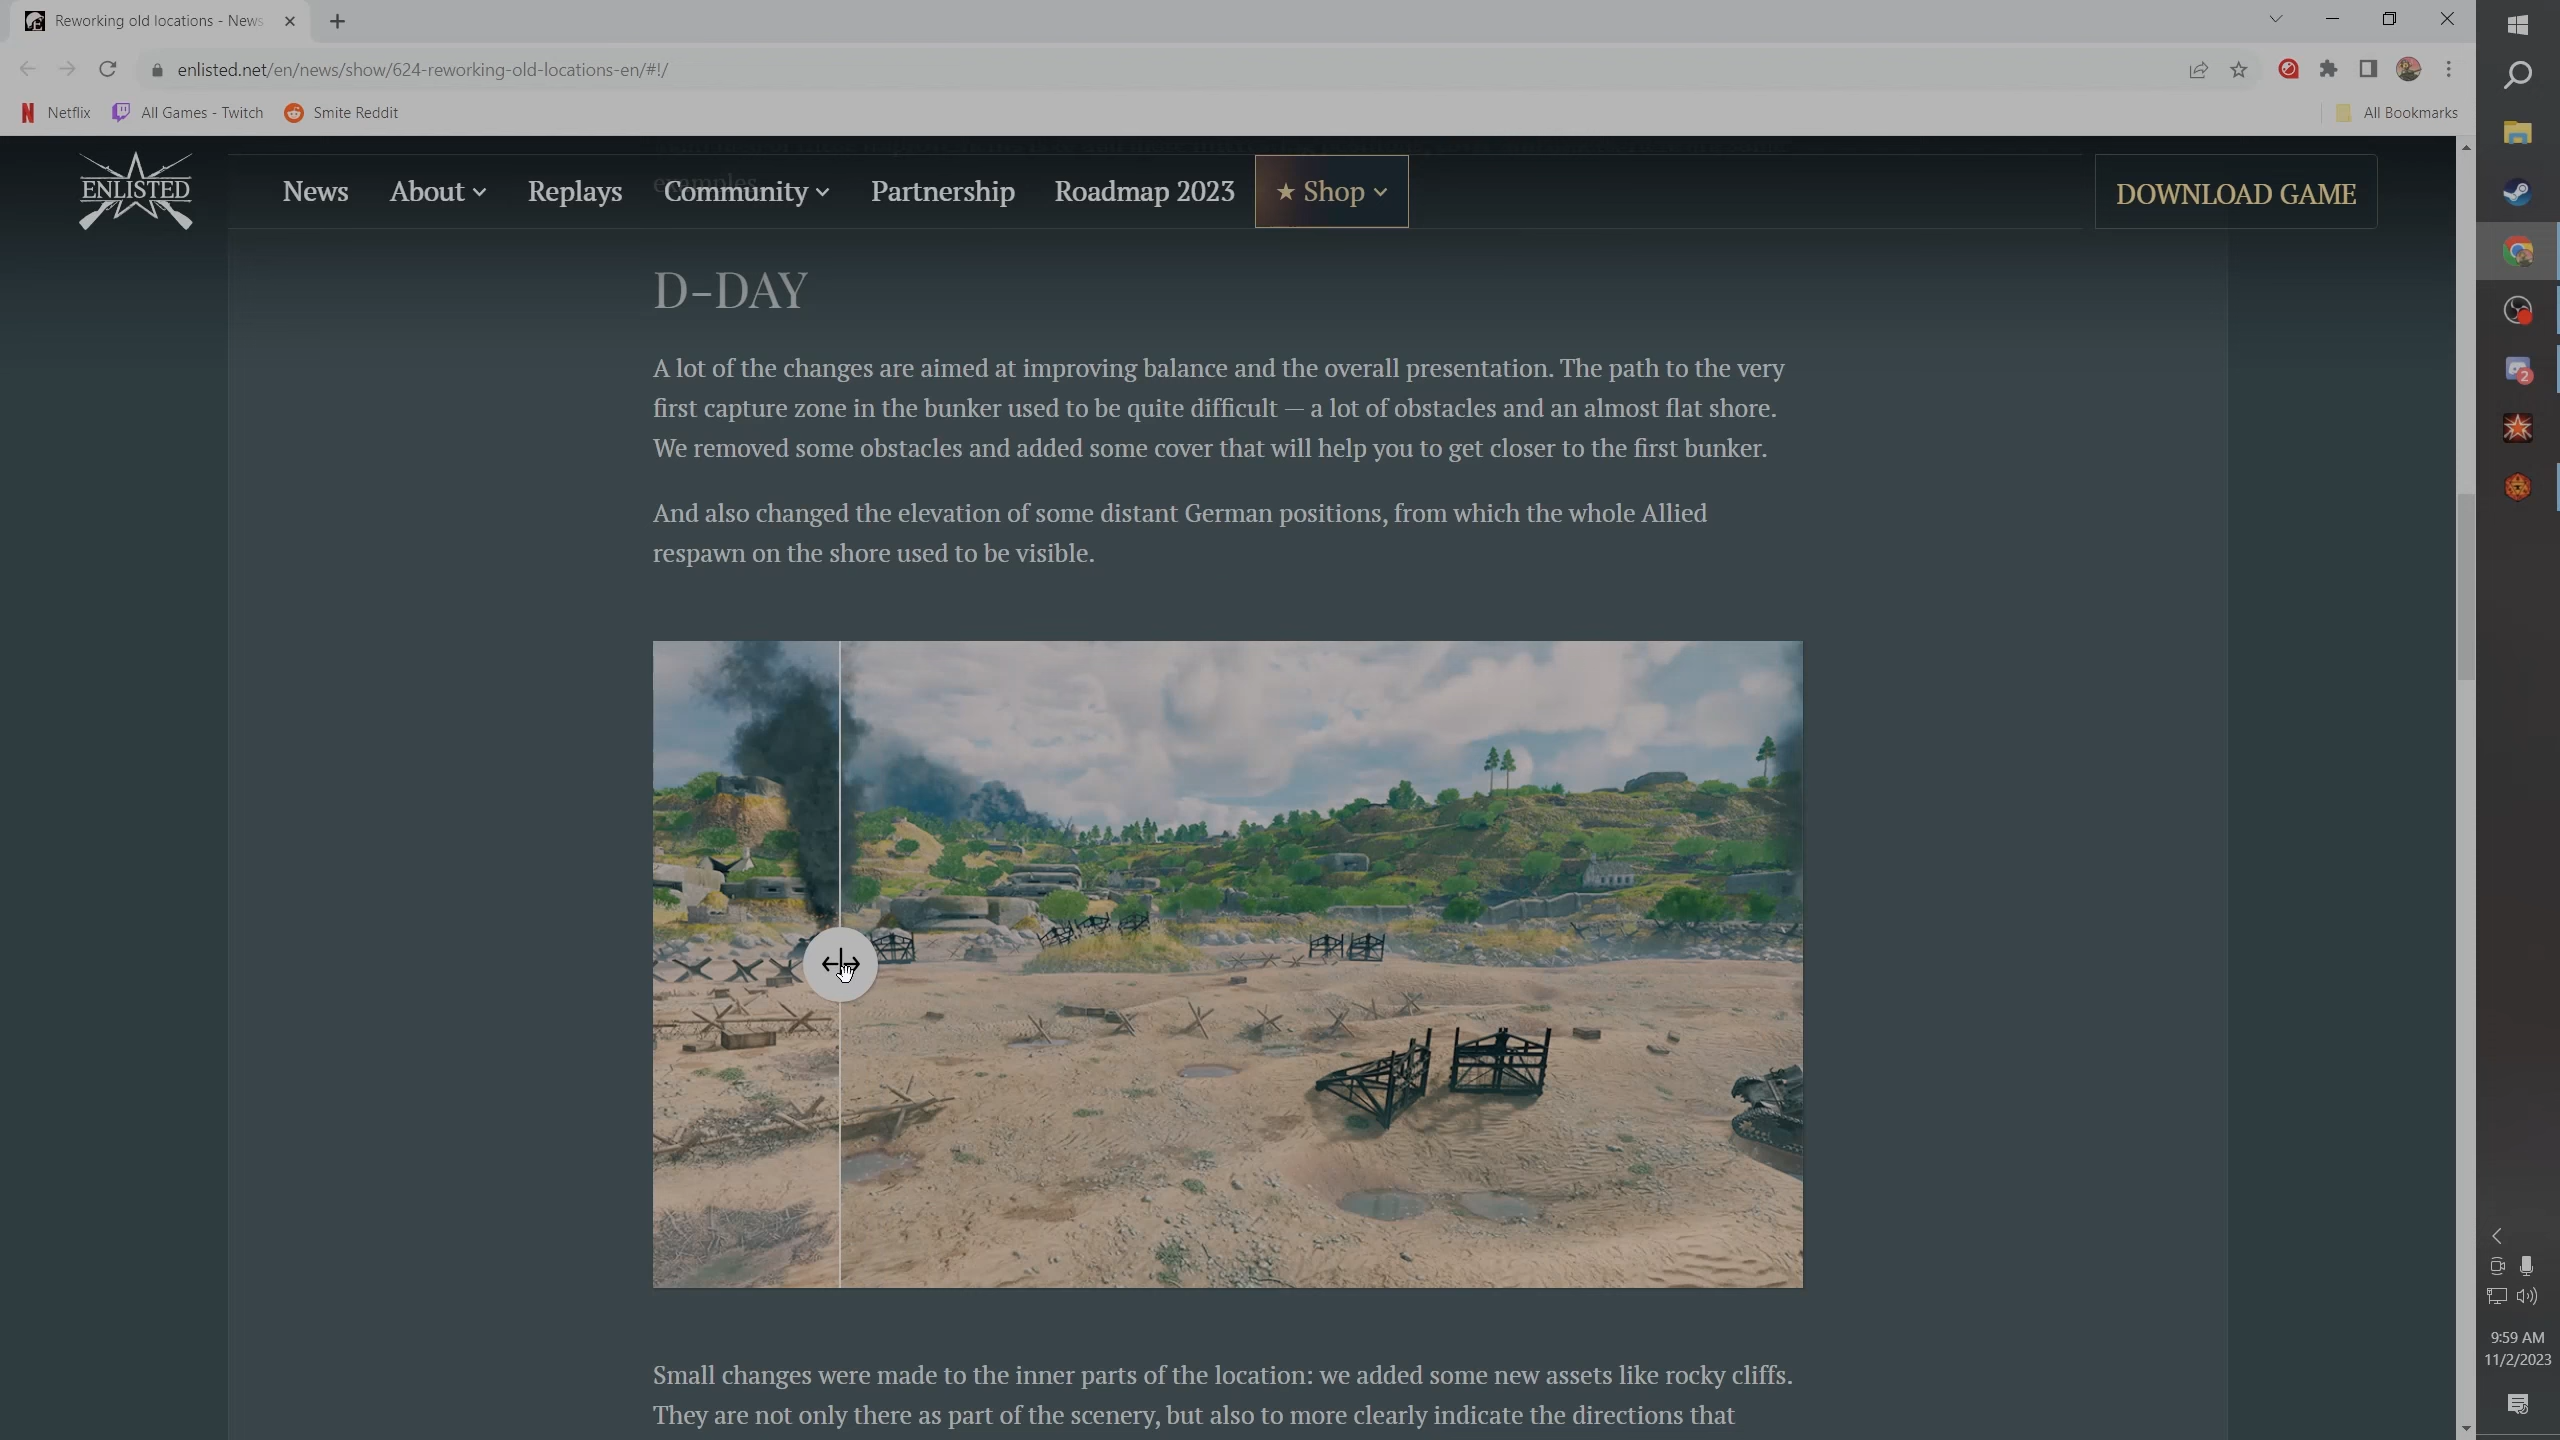 Reworking old locations - News
enlisted.net/en/news/show/624-reworking-old-locations-en/#!/
Netflix
All Games - Twitch
Smite Reddit
All Bookmarks
ENLISTED
News
About
Replays
Community
Partnership
Roadmap 2023
★ Shop
DOWNLOAD GAME
examples
D-DAY
A lot of the changes are aimed at improving balance and the overall presentation. The path to the very
first capture zone in the bunker used to be quite difficult — a lot of obstacles and an almost flat shore.
We removed some obstacles and added some cover that will help you to get closer to the first bunker.
And also changed the elevation of some distant German positions, from which the whole Allied
respawn on the shore used to be visible.
Small changes were made to the inner parts of the location: we added some new assets like rocky cliffs.
They are not only there as part of the scenery, but also to more clearly indicate the directions that
2
9:59 AM
11/2/2023